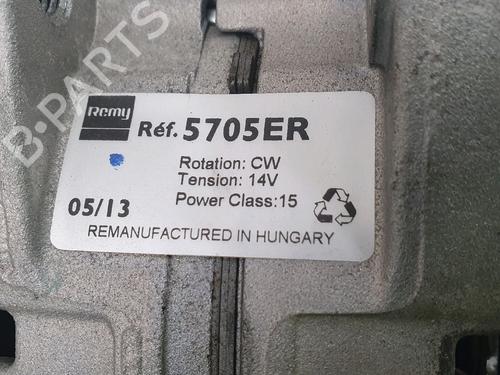 B-PARTS
Remy
Réf. 5705ER
Rotation: CW
Tension: 14V
05/13 Power Class:15
REMANUFACTURED IN HUNGARY